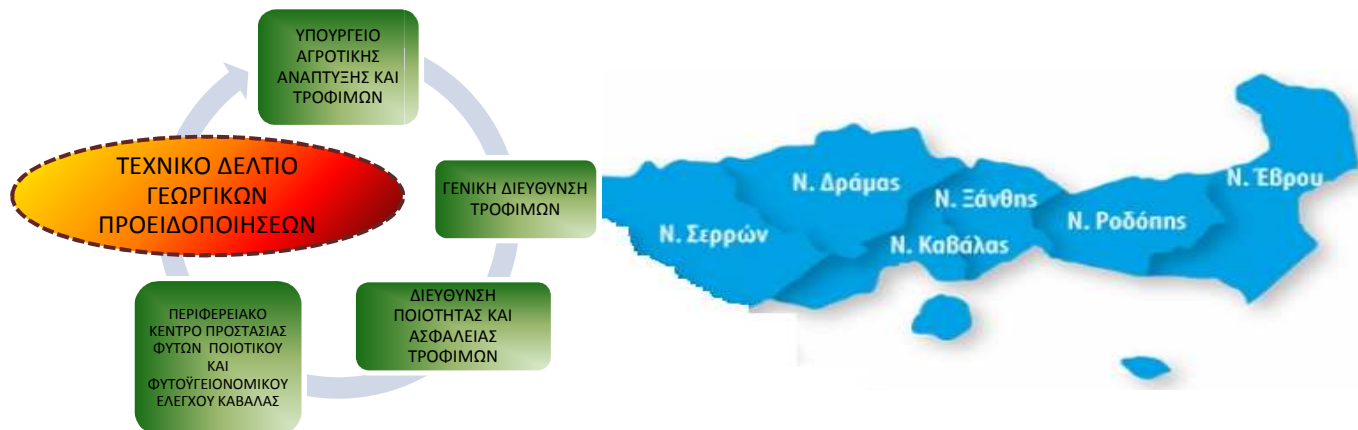 ΥΠΟΥΡΓΕΙΟ
ΑΓΡΟΤΙΚΗΣ
ΑΝΑΠΤΥΞΗΣ ΚΑΙ
ΤΡΟΦΙΜΩΝ
ΤΕΧΝΙΚΟ ΔΕΛΤΙΟ
ΓΕΩΡΓΙΚΩΝ
ΠΡΟΕΙΔΟΠΟΙΗΣΕΩΝ
ΓΕΝΙΚΗ ΔΙΕΥΘΥΝΣΗ
ΤΡΟΦΙΜΩΝ
ΔΙΕΥΘΥΝΣΗ
ΠΟΙΟΤΗΤΑΣ ΚΑΙ
ΑΣΦΑΛΕΙΑΣ
ΤΡΟΦΙΜΩΝ
ΠΕΡΙΦΕΡΕΙΑΚΟ
ΚΕΝΤΡΟ ΠΡΟΣΤΑΣΙΑΣ
ΦΥΤΩΝ ΠΟΙΟΤΙΚΟΥ
ΚΑΙ
ΦΥΤΟΫΓΕΙΟΝΟΜΙΚΟΥ
ΕΛΕΓΧΟΥ ΚΑΒΑΛΑΣ
Ν. Έβρου
Ν. Δράμας
Ν. Ξάνθης
Ν. Ροδόπης
Ν. Σερρών
Ν. Καβάλας